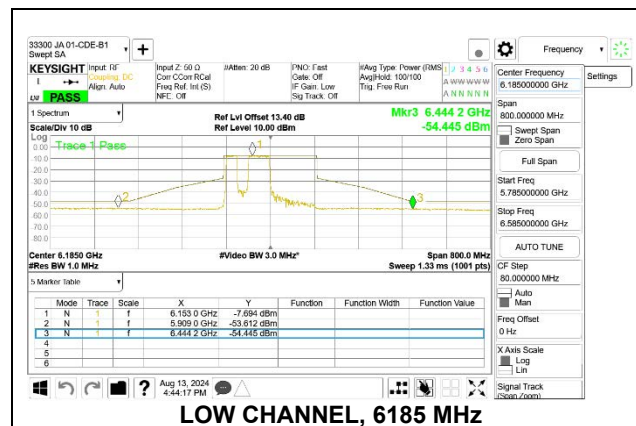 33300 JA 01-CDE-B1
Swept SA
Frequency
KEYSIGHT
Input: RF
Coupling: DC
Align: Auto
Input Z: 50 Ω
Corr CCorr RCal
Freq Ref: Int (S)
NFE: Off
#Atten: 20 dB
PNO: Fast
Gate: Off
IF Gain: Low
Sig Track: Off
#Avg Type: Power (RMS
Avg|Hold: 100/100
Trig: Free Run
1 2 3 4 5 6
A W W W W W
A N N N N N
LXI
PASS
1 Spectrum
Scale/Div 10 dB
Ref Lvl Offset 13.40 dB
Ref Level 10.00 dBm
Mkr3 6.444 2 GHz
-54.445 dBm
Log
Trace 1 Pass
0.00
-10.0
-20.0
-30.0
-40.0
-50.0
-60.0
-70.0
-80.0
1
2
3
Center 6.1850 GHz
#Res BW 1.0 MHz
#Video BW 3.0 MHz*
Span 800.0 MHz
Sweep 1.33 ms (1001 pts)
5 Marker Table
Mode Trace Scale X Y Function Function Width Function Value
1 N 1 f 6.153 0 GHz -7.694 dBm
2 N 1 f 5.909 0 GHz -53.612 dBm
3 N 1 f 6.444 2 GHz -54.445 dBm
4
5
6
Aug 13, 2024
4:44:17 PM
Center Frequency
6.185000000 GHz
Settings
Span
800.000000 MHz
Swept Span
Zero Span
Full Span
Start Freq
5.785000000 GHz
Stop Freq
6.585000000 GHz
AUTO TUNE
CF Step
80.000000 MHz
Auto
Man
Freq Offset
0 Hz
X Axis Scale
Log
Lin
Signal Track
(Span Zoom)
LOW CHANNEL, 6185 MHz